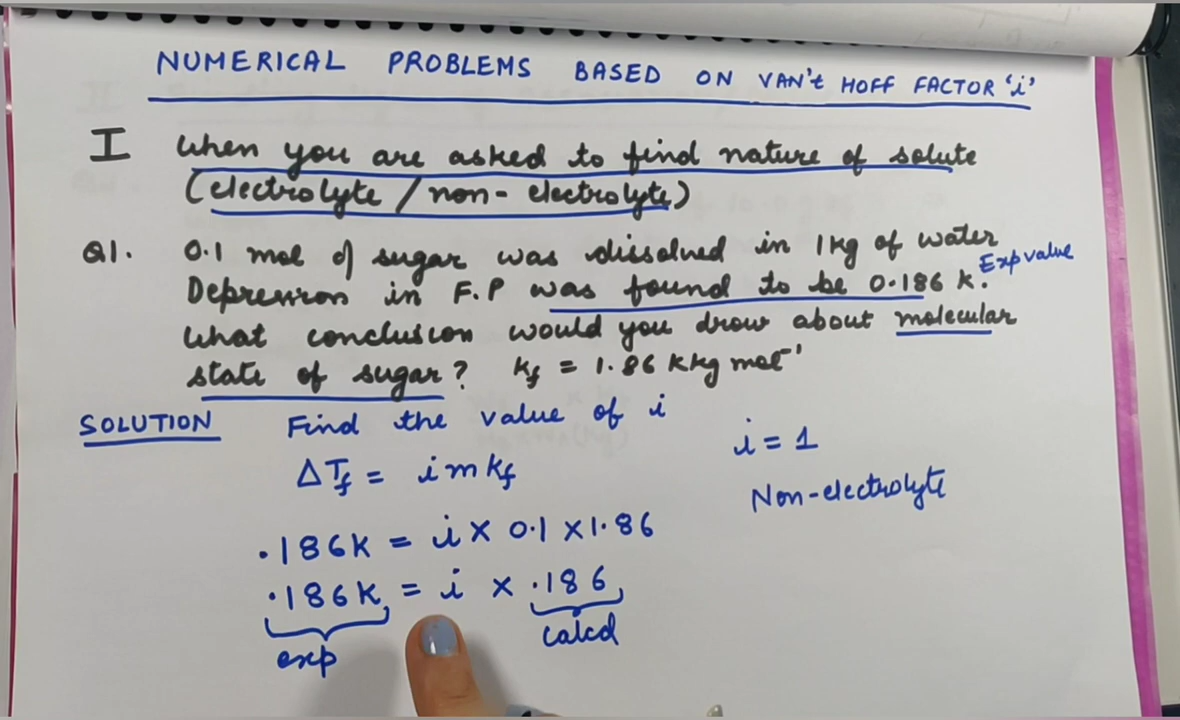 NUMERICAL PROBLEMS BASED ON VAN't HOFF FACTOR 'i'
I When you are asked to find nature of solute
(electrolyte / non-electrolyte)
Q1. 0.1 mol of sugar was dissolved in 1kg of water
Depression in F.P was found to be 0.186 K. Exp value
What conclusion would you draw about molecular
state of sugar? Kf = 1.86 K kg mol⁻¹
SOLUTION Find the value of i
i = 1
ΔTf = i m Kf
Non-electrolyte
.186K = i × 0.1 × 1.86
.186K = i × .186
exp calcd